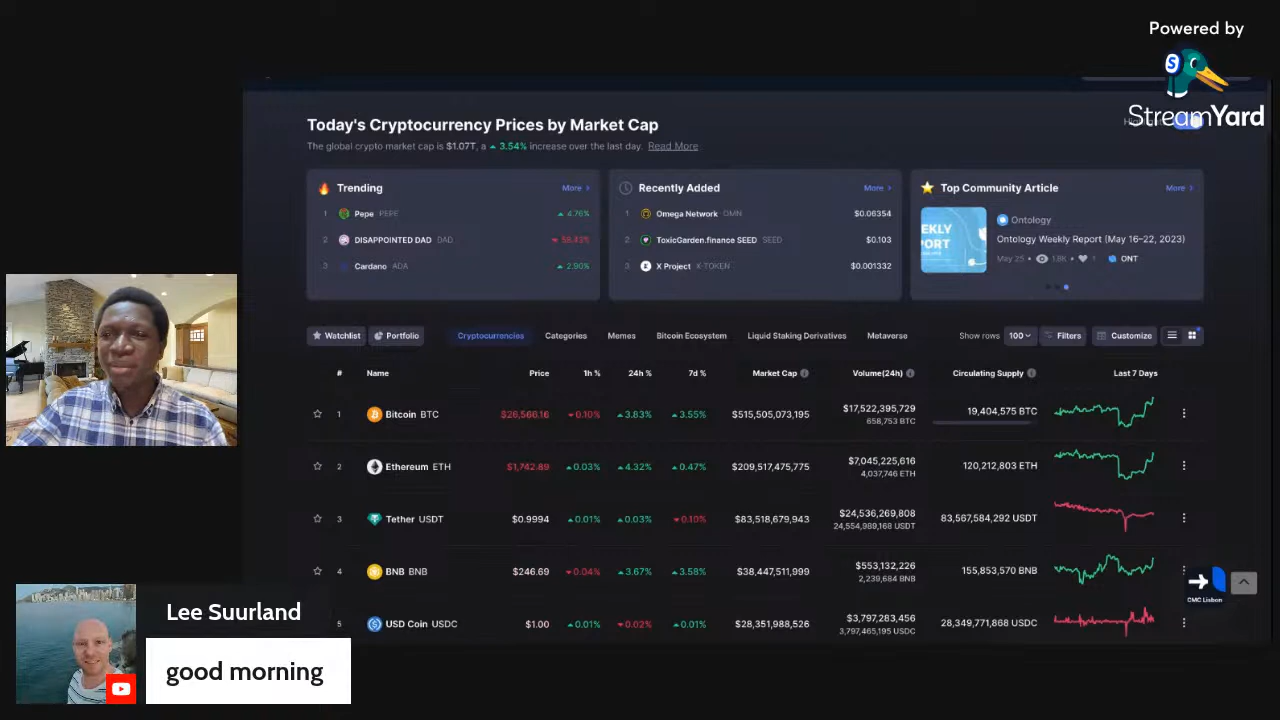 Powered by
StreamYard
Today's Cryptocurrency Prices by Market Cap
The global crypto market cap is $1.07T, a 3.54% increase over the last day. Read More
Trending
More
1 Pepe PEPE 4.76%
2 DISAPPOINTED DAD DAD
3 Cardano ADA 2.90%
Recently Added
More
1 Omega Network OMN $0.06354
2 ToxicGarden.finance SEED SEED $0.103
3 X Project X-TOKEN $0.001332
Top Community Article
More
EKLY
PORT
Ontology
Ontology Weekly Report (May 16–22, 2023)
May 25 • 1.8K • 1 ONT
Watchlist Portfolio Cryptocurrencies Categories Memes Bitcoin Ecosystem Liquid Staking Derivatives Metaverse Show rows 100 Filters Customize
# Name Price 1h % 24h % 7d % Market Cap Volume(24h) Circulating Supply Last 7 Days
1 Bitcoin BTC 0.10% 3.83% 3.55% $515,505,073,195 $17,522,395,729 19,404,575 BTC
658,753 BTC
2 Ethereum ETH $1,742.89 0.03% 4.32% 0.47% $209,517,475,775 $7,045,225,616 120,212,803 ETH
4,037,746 ETH
3 Tether USDT $0.9994 0.01% 0.03% 0.10% $83,518,679,943 $24,536,269,808 83,567,584,292 USDT
24,554,989,168 USDT
4 BNB BNB $246.69 0.04% 3.67% 3.58% $38,447,511,999 $553,132,226 155,853,570 BNB
2,239,684 BNB
5 USD Coin USDC $1.00 0.01% 0.02% 0.01% $28,351,988,526 $3,797,283,456 28,349,771,868 USDC
3,797,465,195 USDC
CMC Lisbon
Lee Suurland
good morning